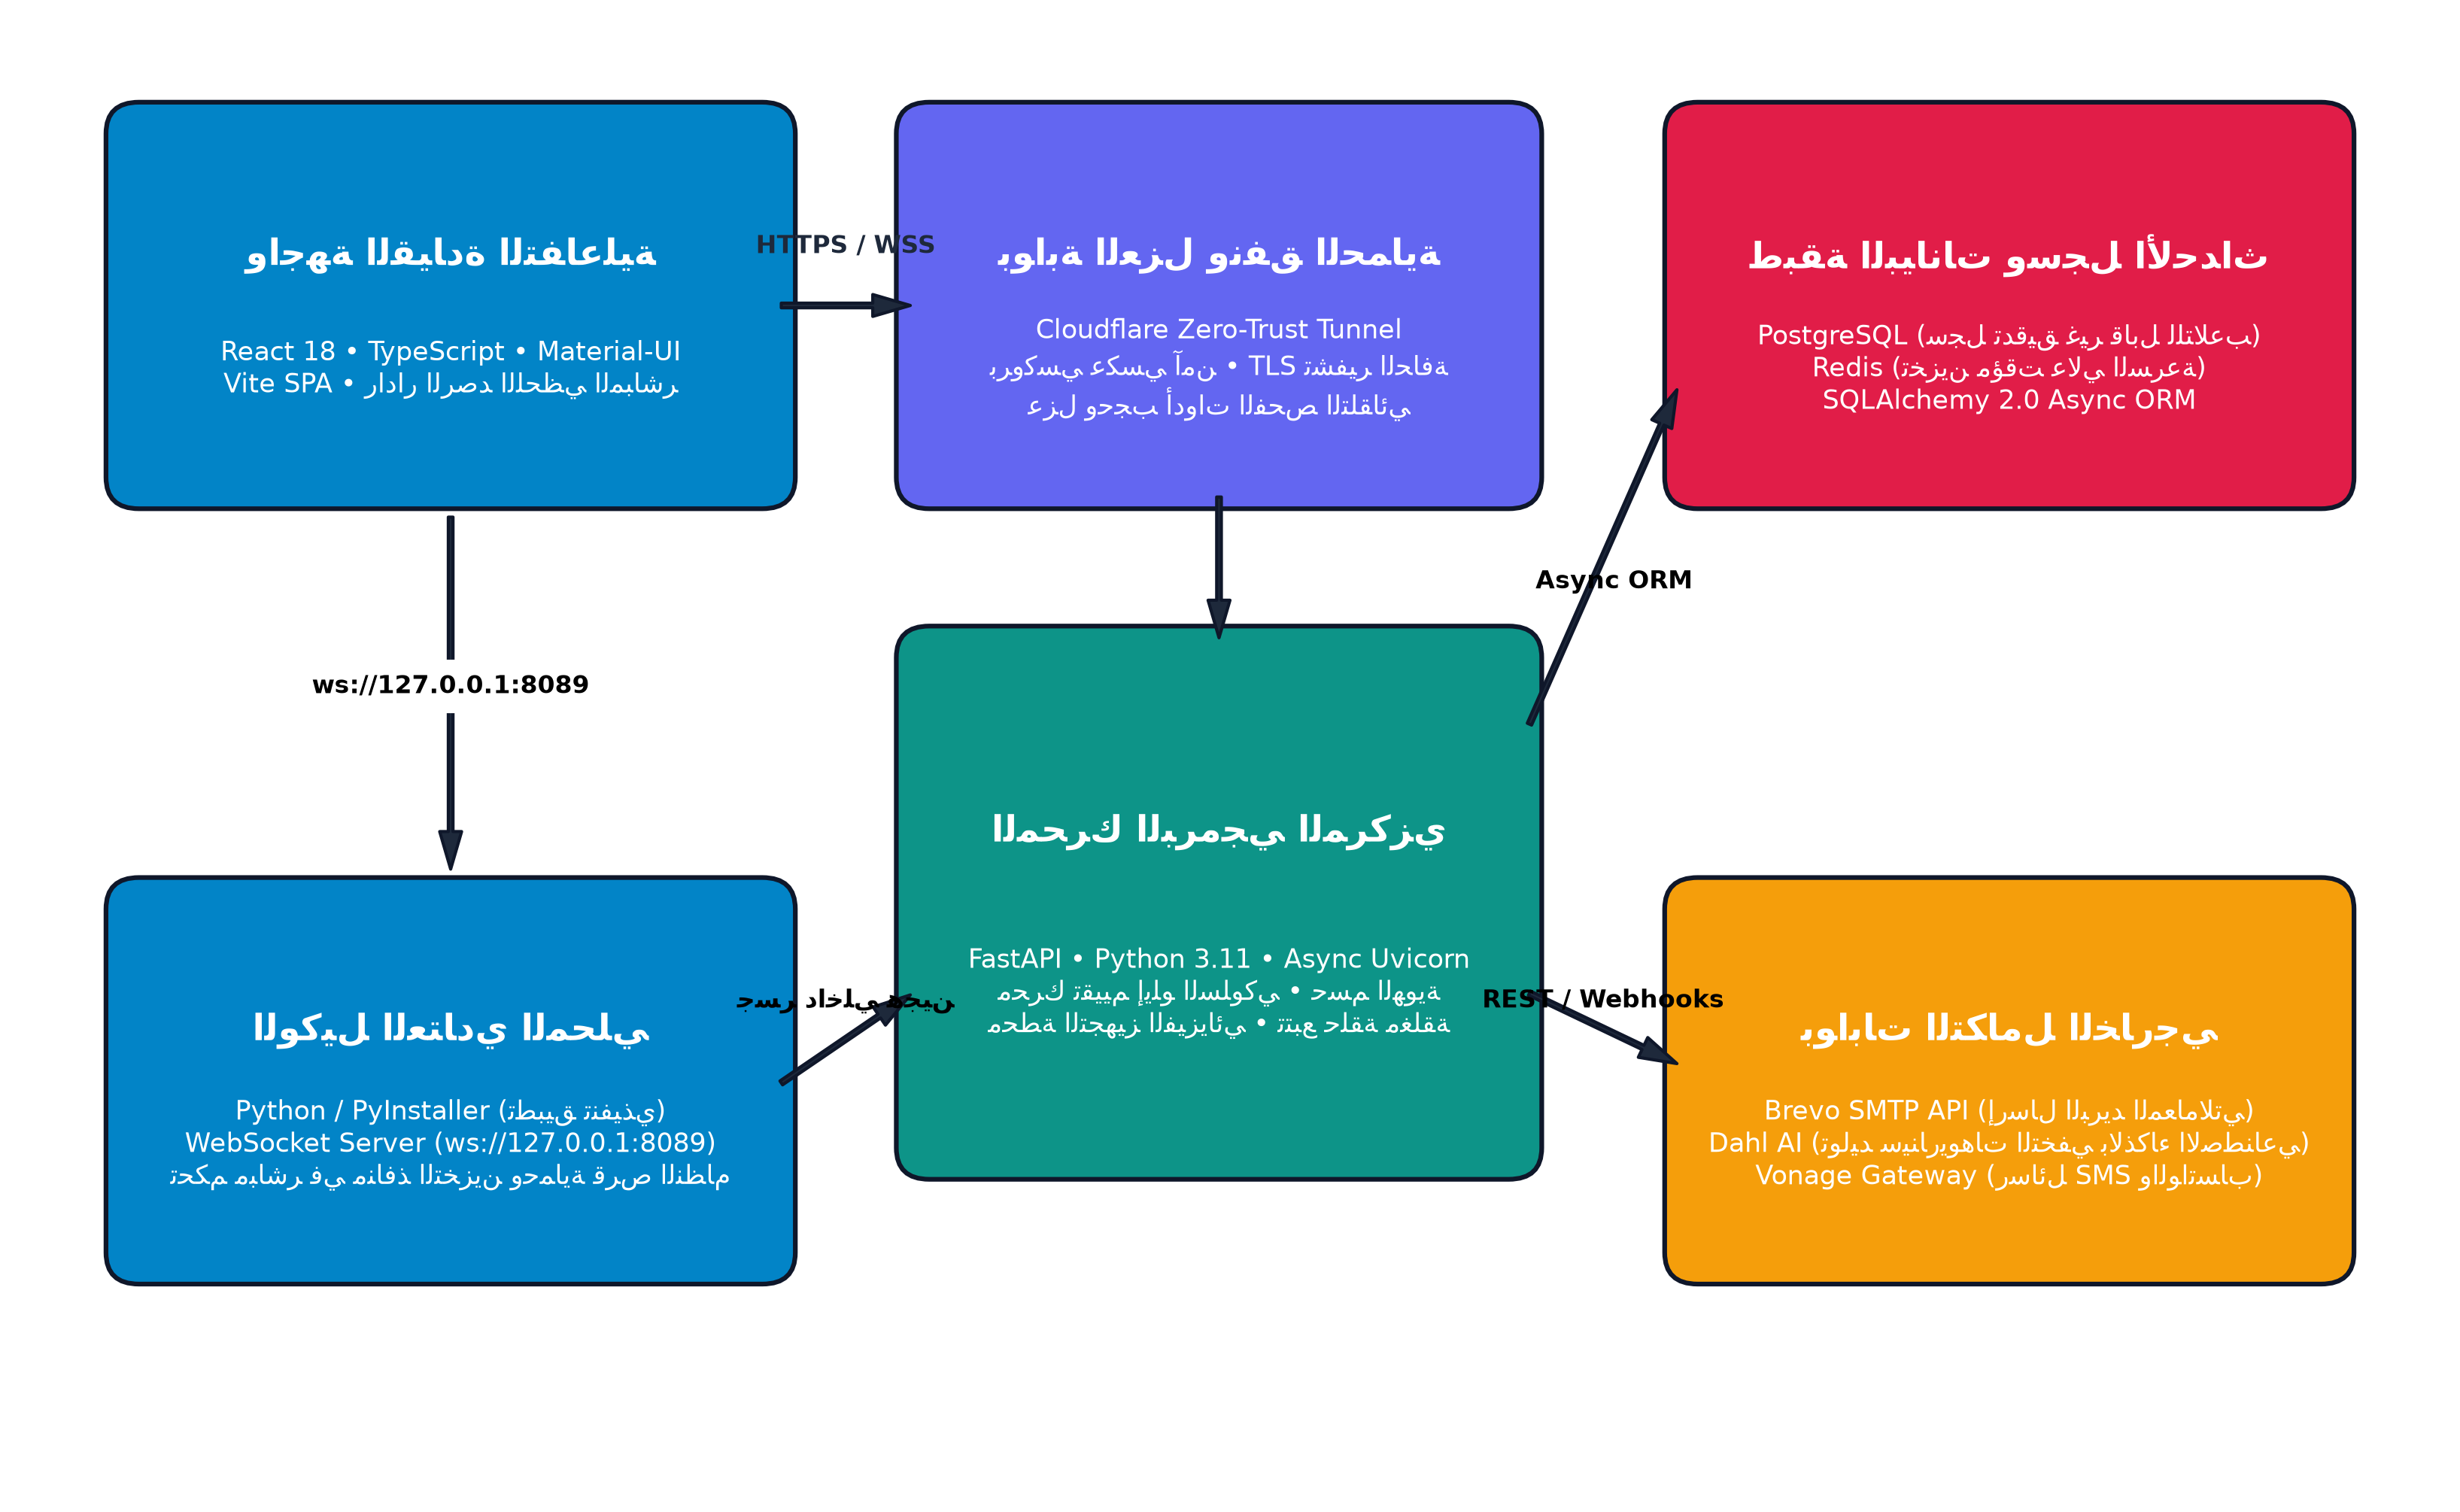 واجهة القيادة التفاعلية
React 18 • TypeScript • Material-UI
Vite SPA • رادار الرصد اللحظي المباشر
HTTPS / WSS
بوابة العزل ونفق الحماية
Cloudflare Zero-Trust Tunnel
بروكسي عكسي آمن • TLS تشفير الحافة
عزل وحجب أدوات الفحص التلقائي
طبقة البيانات وسجل الأحداث
PostgreSQL (سجل تدقيق غير قابل للتلاعب)
Redis (تخزين مؤقت عالي السرعة)
SQLAlchemy 2.0 Async ORM
Async ORM
ws://127.0.0.1:8089
المحرك البرمجي المركزي
FastAPI • Python 3.11 • Async Uvicorn
محرك تقييم إيلو السلوكي • حسم الهوية
محطة التجهيز الفيزيائي • تتبع حلقة مغلقة
جسر داخلي هجين
REST / Webhooks
الوكيل العتادي المحلي
Python / PyInstaller (تطبيق تنفيذي)
WebSocket Server (ws://127.0.0.1:8089)
تحكم مباشر في منافذ التخزين وحماية قرص النظام
بوابات التكامل الخارجي
Brevo SMTP API (إرسال البريد المعاملاتي)
Dahl AI (توليد سيناريوهات التخفي بالذكاء الاصطناعي)
Vonage Gateway (رسائل SMS والواتساب)